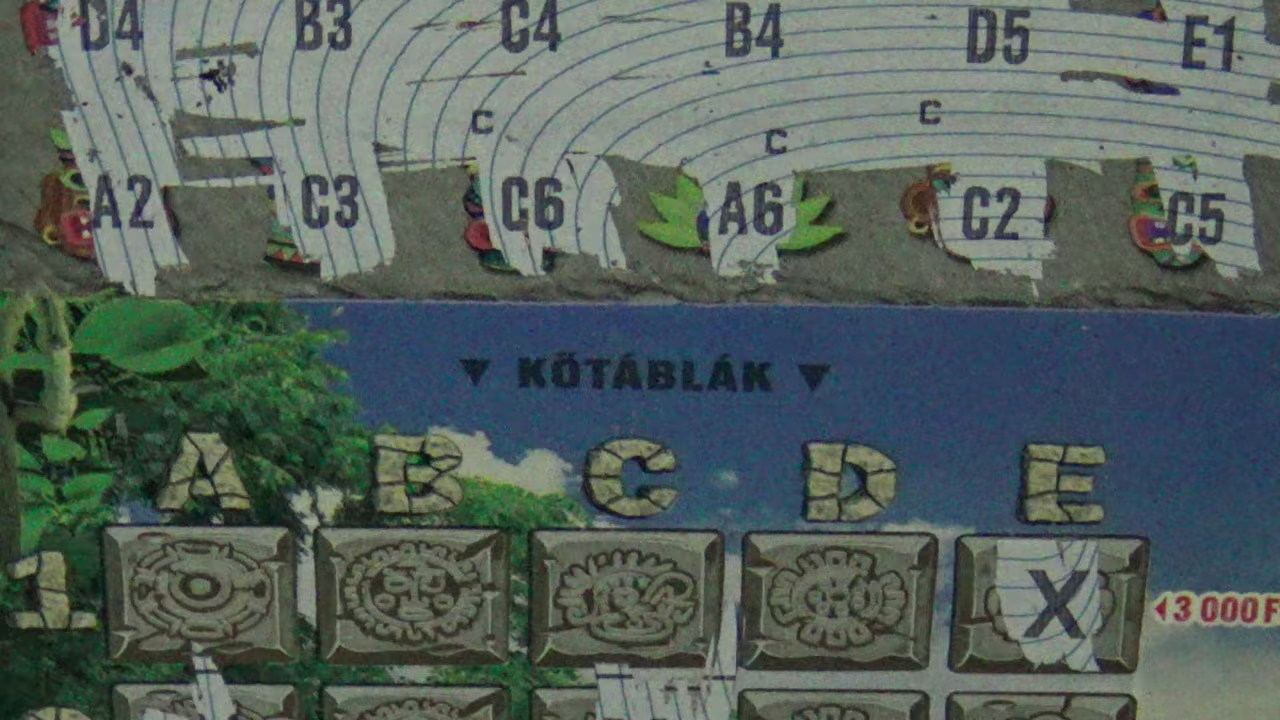 D4 B3 C4 B4 D5 E1
C C C
A2 C3 C6 A6 C2 C5
▼ KŐTÁBLÁK ▼
A B C D E
1 X ◀3 000 F